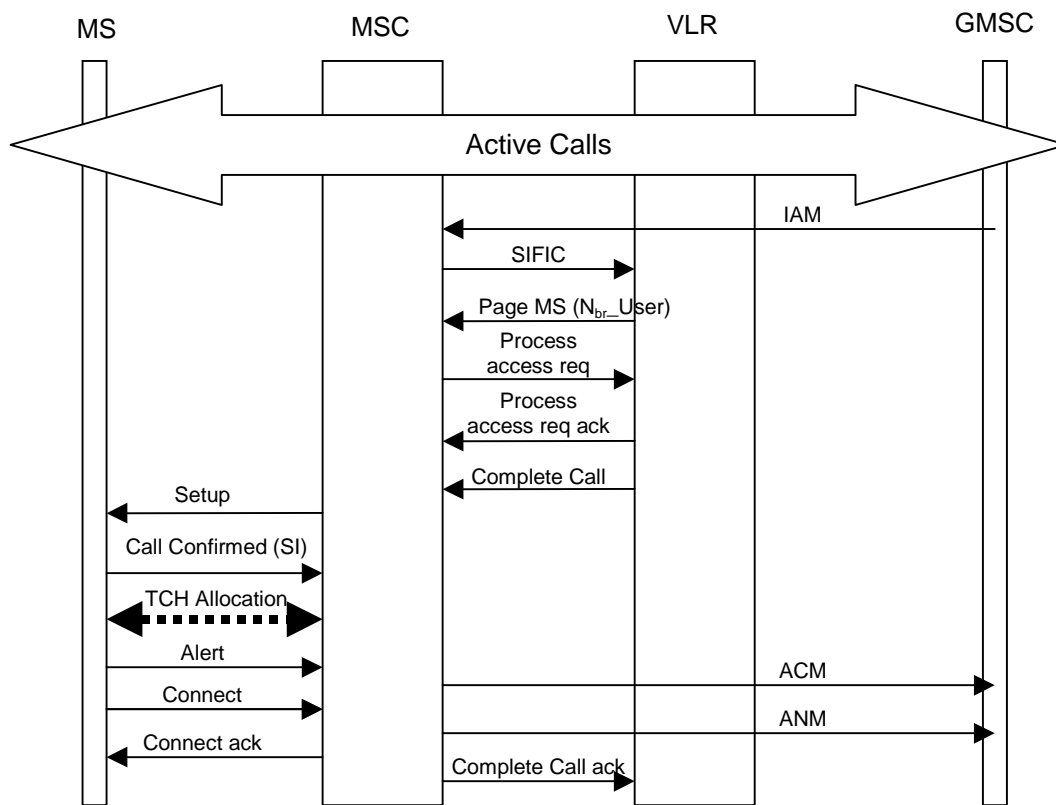 MS MSC VLR GMSC
Active Calls
IAM
SIFIC
Page MS (Nbr_User)
Process
access req
Process
access req ack
Complete Call
Setup
Call Confirmed (SI)
TCH Allocation
Alert
ACM
Connect
ANM
Connect ack
Complete Call ack